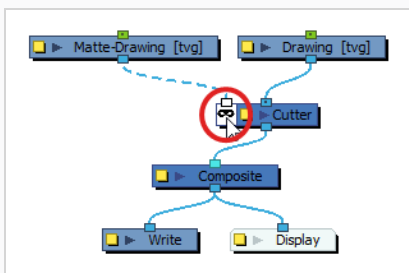 Matte-Drawing [tvg]
Drawing [tvg]
Cutter
Composite
Write
Display